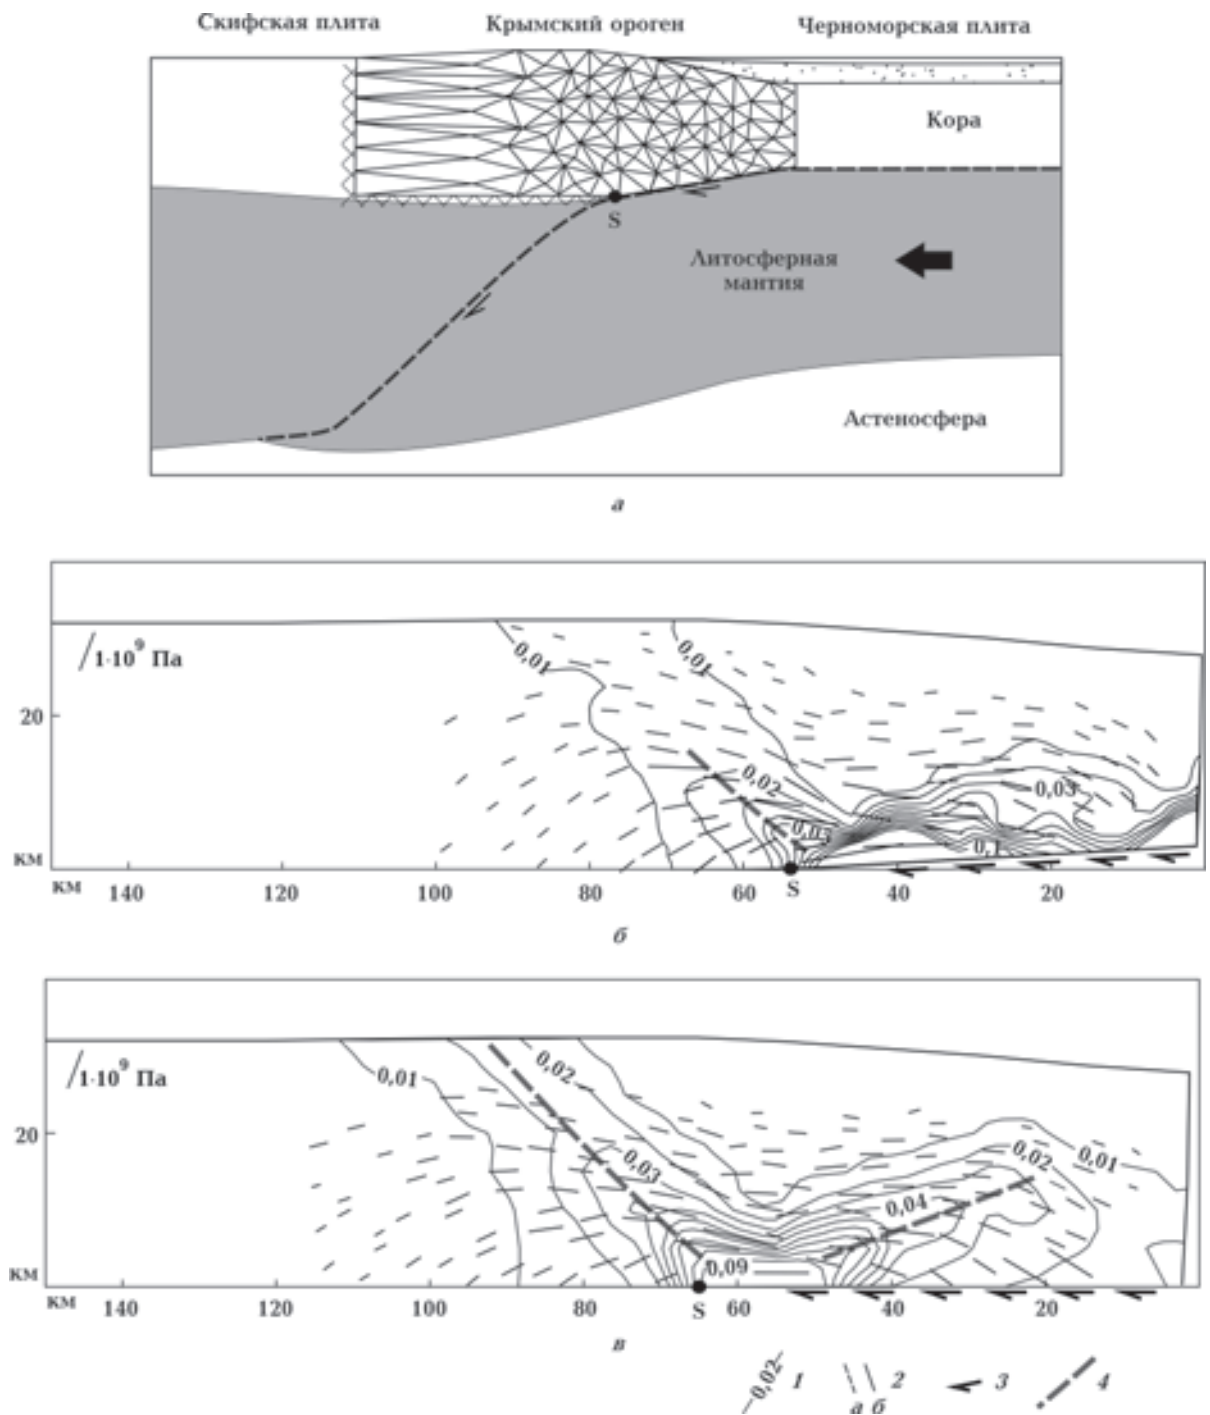 Скифская плита Крымский ороген Черноморская плита
Кора
S
Литосферная
мантия
Астеносфера
а
0,01 0,01
1·10⁹ Па
20
0,02 0,03
0,03
0,1
км
км 140 120 100 80 60 S 40 20
б
0,02
0,01
1·10⁹ Па
20
0,03 0,02 0,01
0,04
0,09
км
км 140 120 100 80 S 60 40 20
в
0,02 1 2 3 4
а б